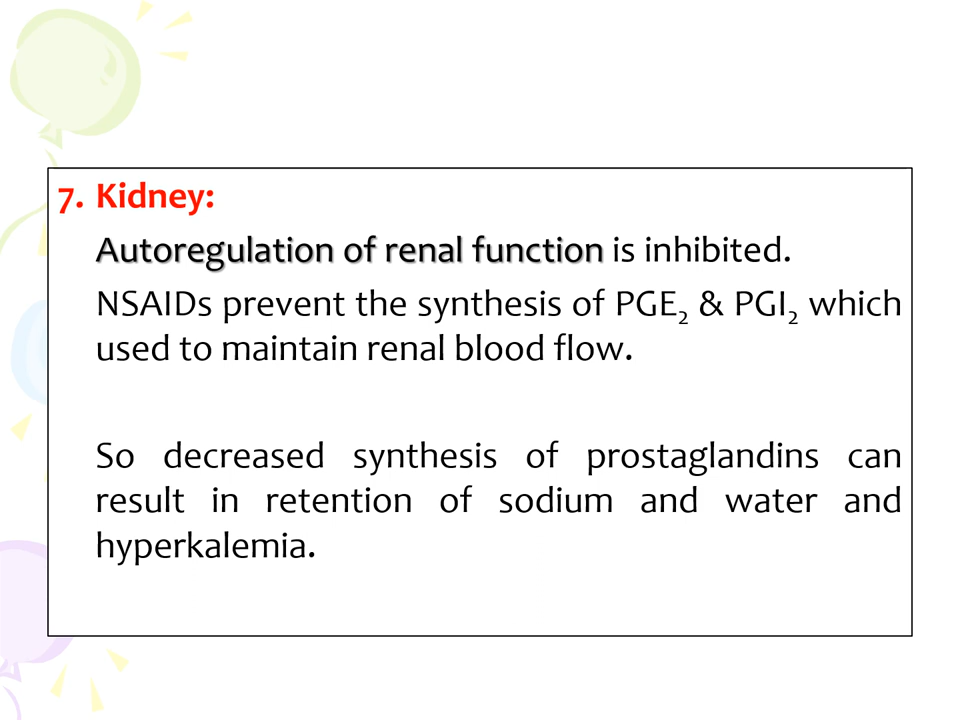 7. Kidney:
Autoregulation of renal function is inhibited.
NSAIDs prevent the synthesis of PGE₂ & PGI₂ which
used to maintain renal blood flow.
So decreased synthesis of prostaglandins can
result in retention of sodium and water and
hyperkalemia.